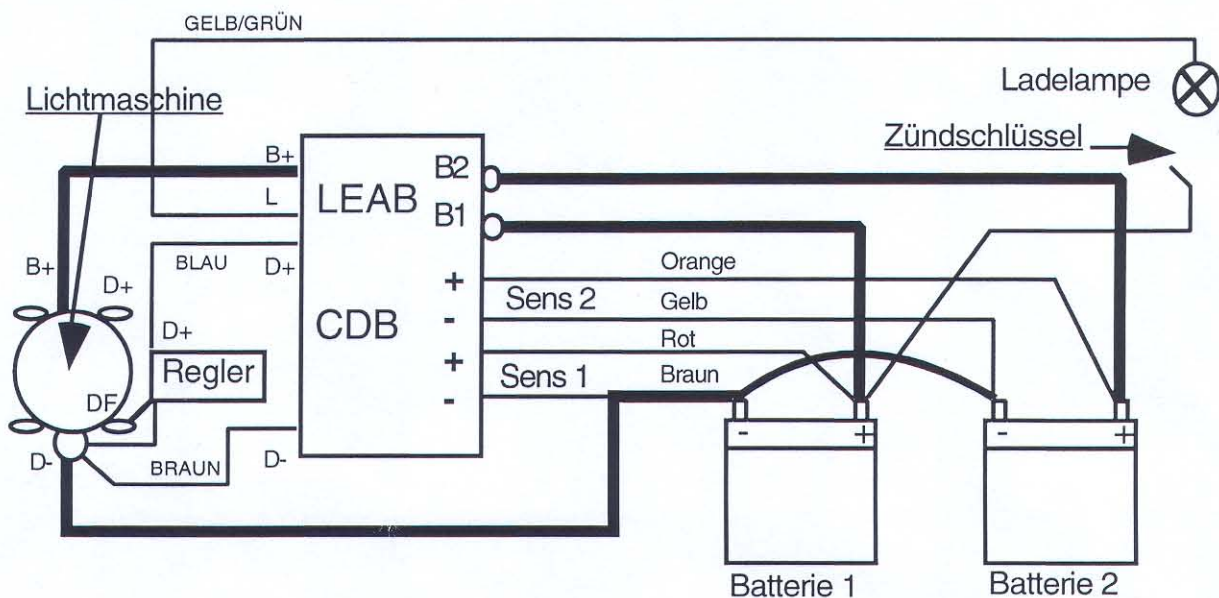 GELB/GRÜN
Lichtmaschine
Ladelampe
Zündschlüssel
B+
B2
LEAB
L
B1
B+
BLAU
D+
D+
Orange
+
Sens 2
Gelb
CDB
-
D+
Rot
+
Regler
Sens 1
Braun
-
DF
- +
- +
D-
BRAUN
D-
Batterie 1
Batterie 2